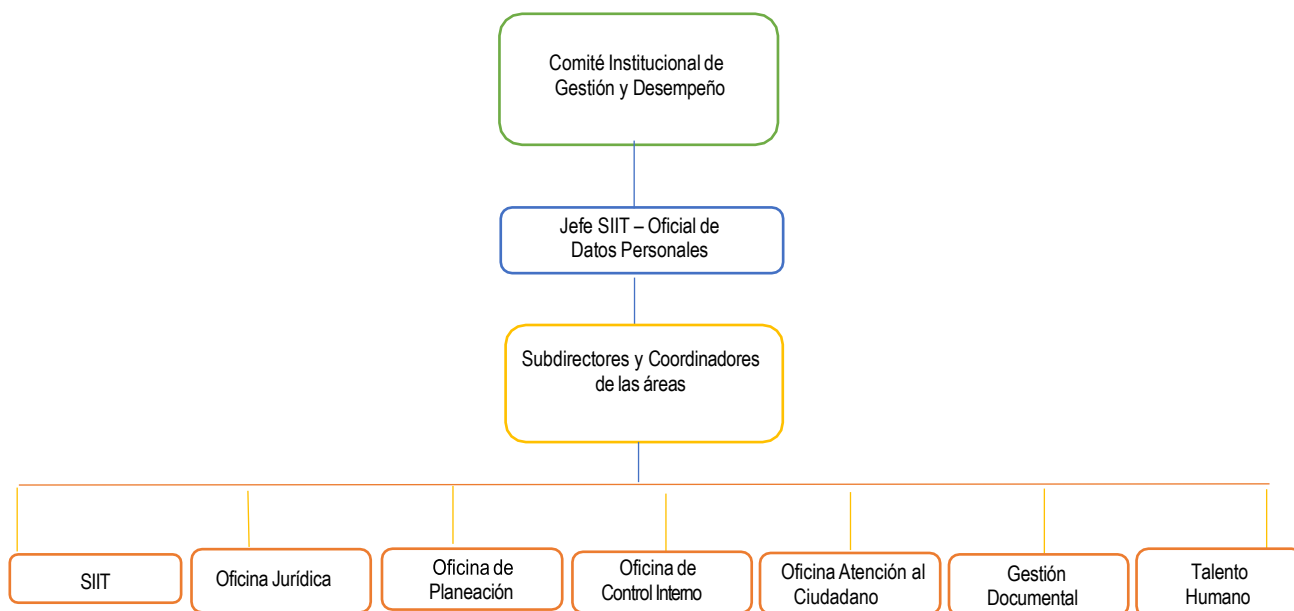 Comité Institucional de
Gestión y Desempeño
Jefe SIIT – Oficial de
Datos Personales
Subdirectores y Coordinadores
de las áreas
SIIT
Oficina Jurídica
Oficina de
Planeación
Oficina de
Control Interno
Oficina Atención al
Ciudadano
Gestión
Documental
Talento
Humano